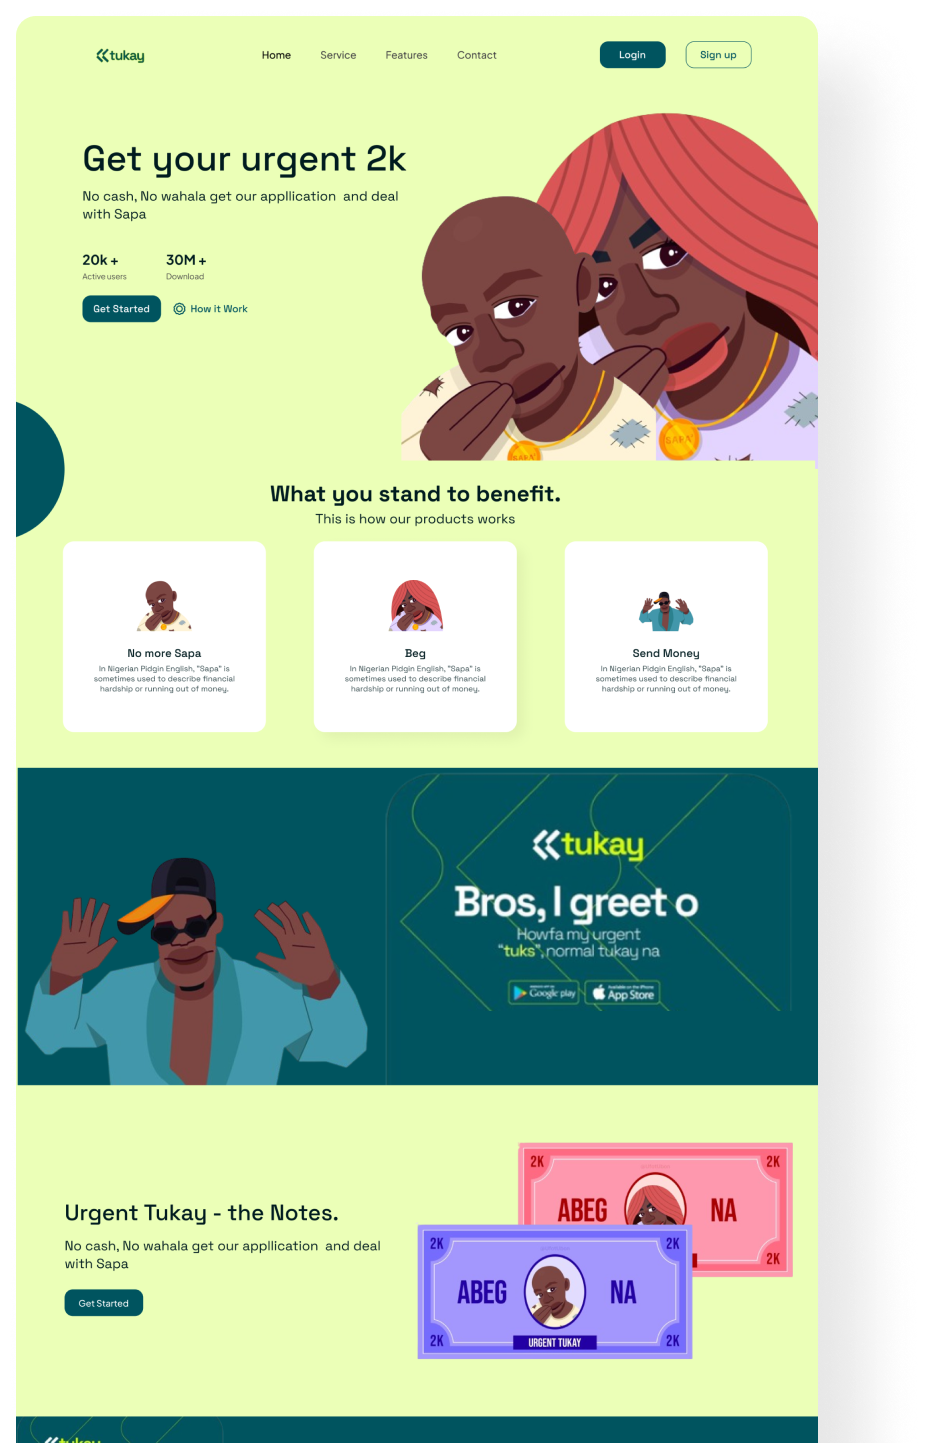 tukay
Home Service Features Contact
Login Sign up
Get your urgent 2k
No cash, No wahala get our appllication and deal
with Sapa
20k + 30M +
Active users Download
Get Started How it Work
SAPA
SAPA
What you stand to benefit.
This is how our products works
No more Sapa
In Nigerian Pidgin English, "Sapa" is
sometimes used to describe financial
hardship or running out of money.
Beg
In Nigerian Pidgin English, "Sapa" is
sometimes used to describe financial
hardship or running out of money.
Send Money
In Nigerian Pidgin English, "Sapa" is
sometimes used to describe financial
hardship or running out of money.
tukay
Bros, I greet o
Howfa my urgent
“tuks”, normal tukay na
Google play
Available on the iPhone
App Store
2K 2K
ABEG NA
2K
Urgent Tukay - the Notes.
No cash, No wahala get our appllication and deal
with Sapa
Get Started
2K 2K
ABEG NA
2K 2K
URGENT TUKAY
tukay